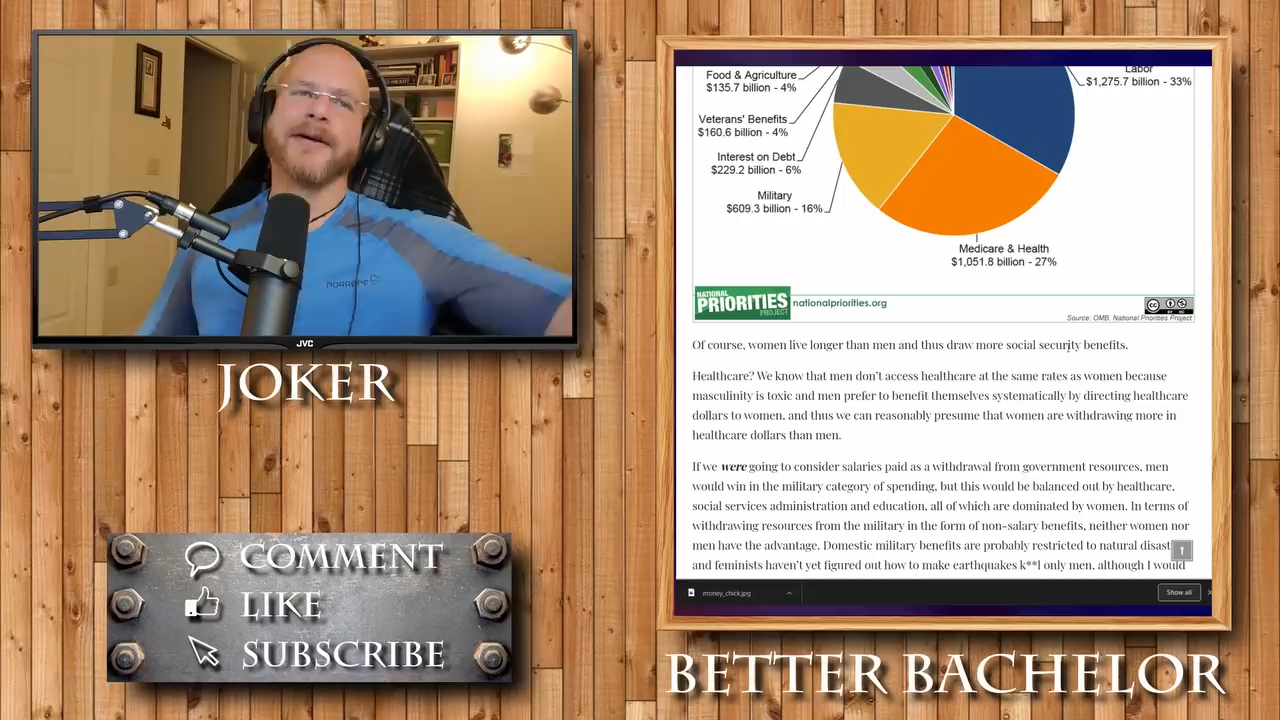 JVC
JOKER
COMMENT
LIKE
SUBSCRIBE
Food & Agriculture
$135.7 billion - 4%
Veterans' Benefits
$160.6 billion - 4%
Interest on Debt
$229.2 billion - 6%
Military
$609.3 billion - 16%
Labor
$1,275.7 billion - 33%
Medicare & Health
$1,051.8 billion - 27%
NATIONAL
PRIORITIES
PROJECT
nationalpriorities.org
Source: OMB, National Priorities Project
Of course, women live longer than men and thus draw more social security benefits.
Healthcare? We know that men don't access healthcare at the same rates as women because
masculinity is toxic and men prefer to benefit themselves systematically by directing healthcare
dollars to women, and thus we can reasonably presume that women are withdrawing more in
healthcare dollars than men.
If we were going to consider salaries paid as a withdrawal from government resources, men
would win in the military category of spending, but this would be balanced out by healthcare,
social services administration and education, all of which are dominated by women. In terms of
withdrawing resources from the military in the form of non-salary benefits, neither women nor
men have the advantage. Domestic military benefits are probably restricted to natural disast
and feminists haven't yet figured out how to make earthquakes k**l only men, although I would
money_chick.jpg
Show all
BETTER BACHELOR